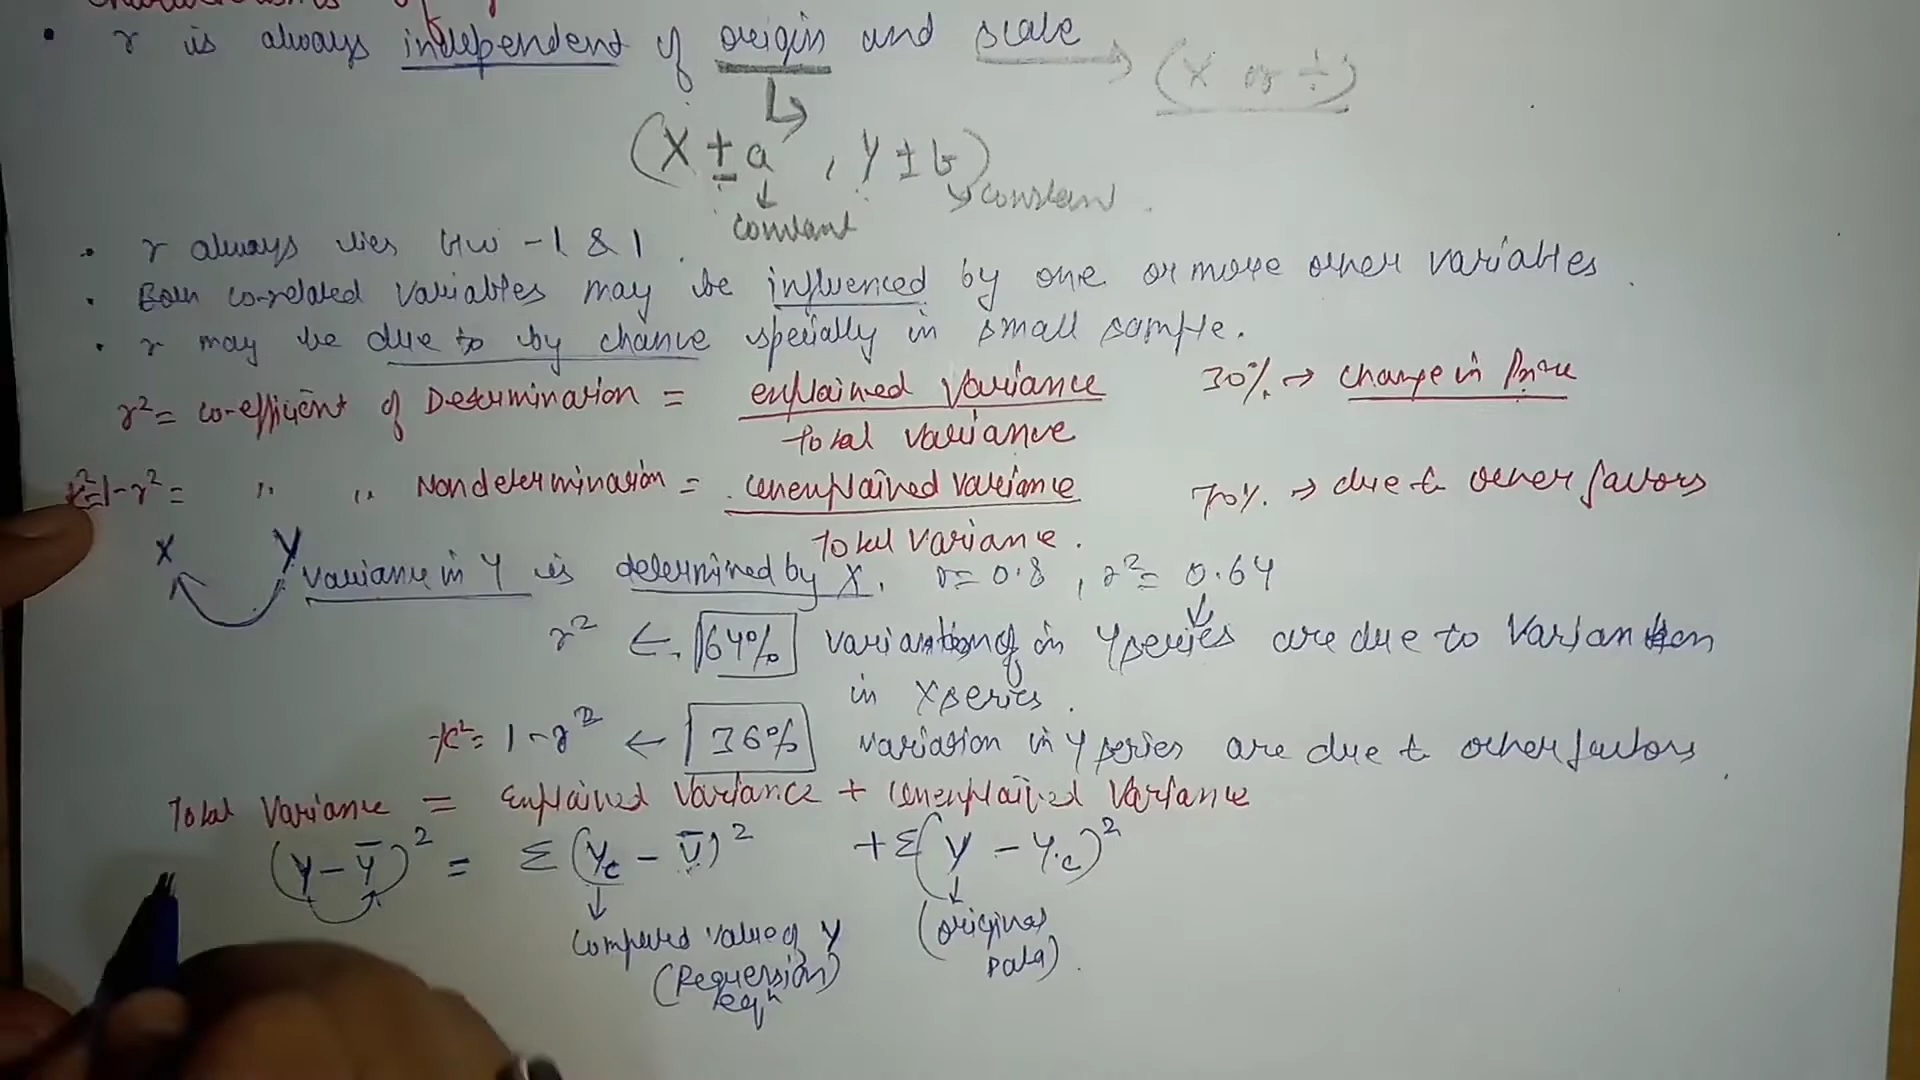 • r is always independent of origin and scale → (X or ÷)
(X ± a , Y ± b)
constant
constant
• r always lies btw -1 & 1.
• Both co-related variables may be influenced by one or more other variables.
• r may be due to by chance specially in small sample.
r² = co-efficient of Determination = explained variance / Total variance 30% → change in Price
k²=1-r² = " " Nondetermination = unexplained variance / Total variance. 70% → due to other factors
X Y variance in Y is determined by X. r= 0.8 , r²= 0.64
r² ← 64% variation of in Y series are due to variation
in X series.
k²= 1-r² ← 36% variation in Y series are due to other factors.
Total variance = Explained Variance + Unexplained Variance
(Y-Ȳ)² = Σ (Yc - Ȳ)² + Σ(Y - Yc)²
Computed value of Y (original
(Regression data).
eqⁿ)